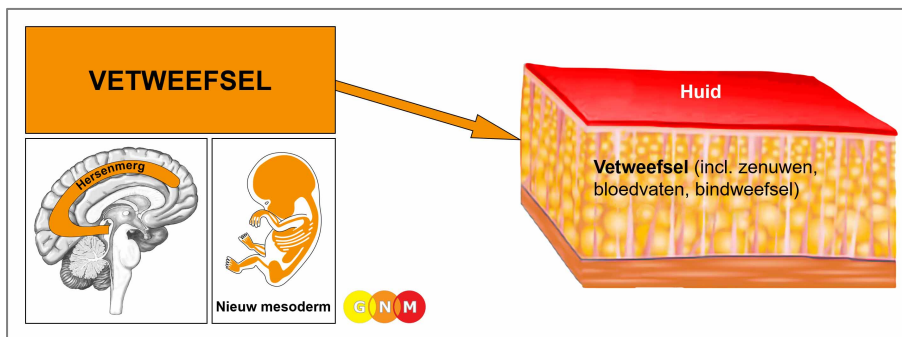 VETWEEFSEL
Huid
Vetweefsel (incl. zenuwen,
bloedvaten, bindweefsel)
Hersenmerg
Nieuw mesoderm
G N M